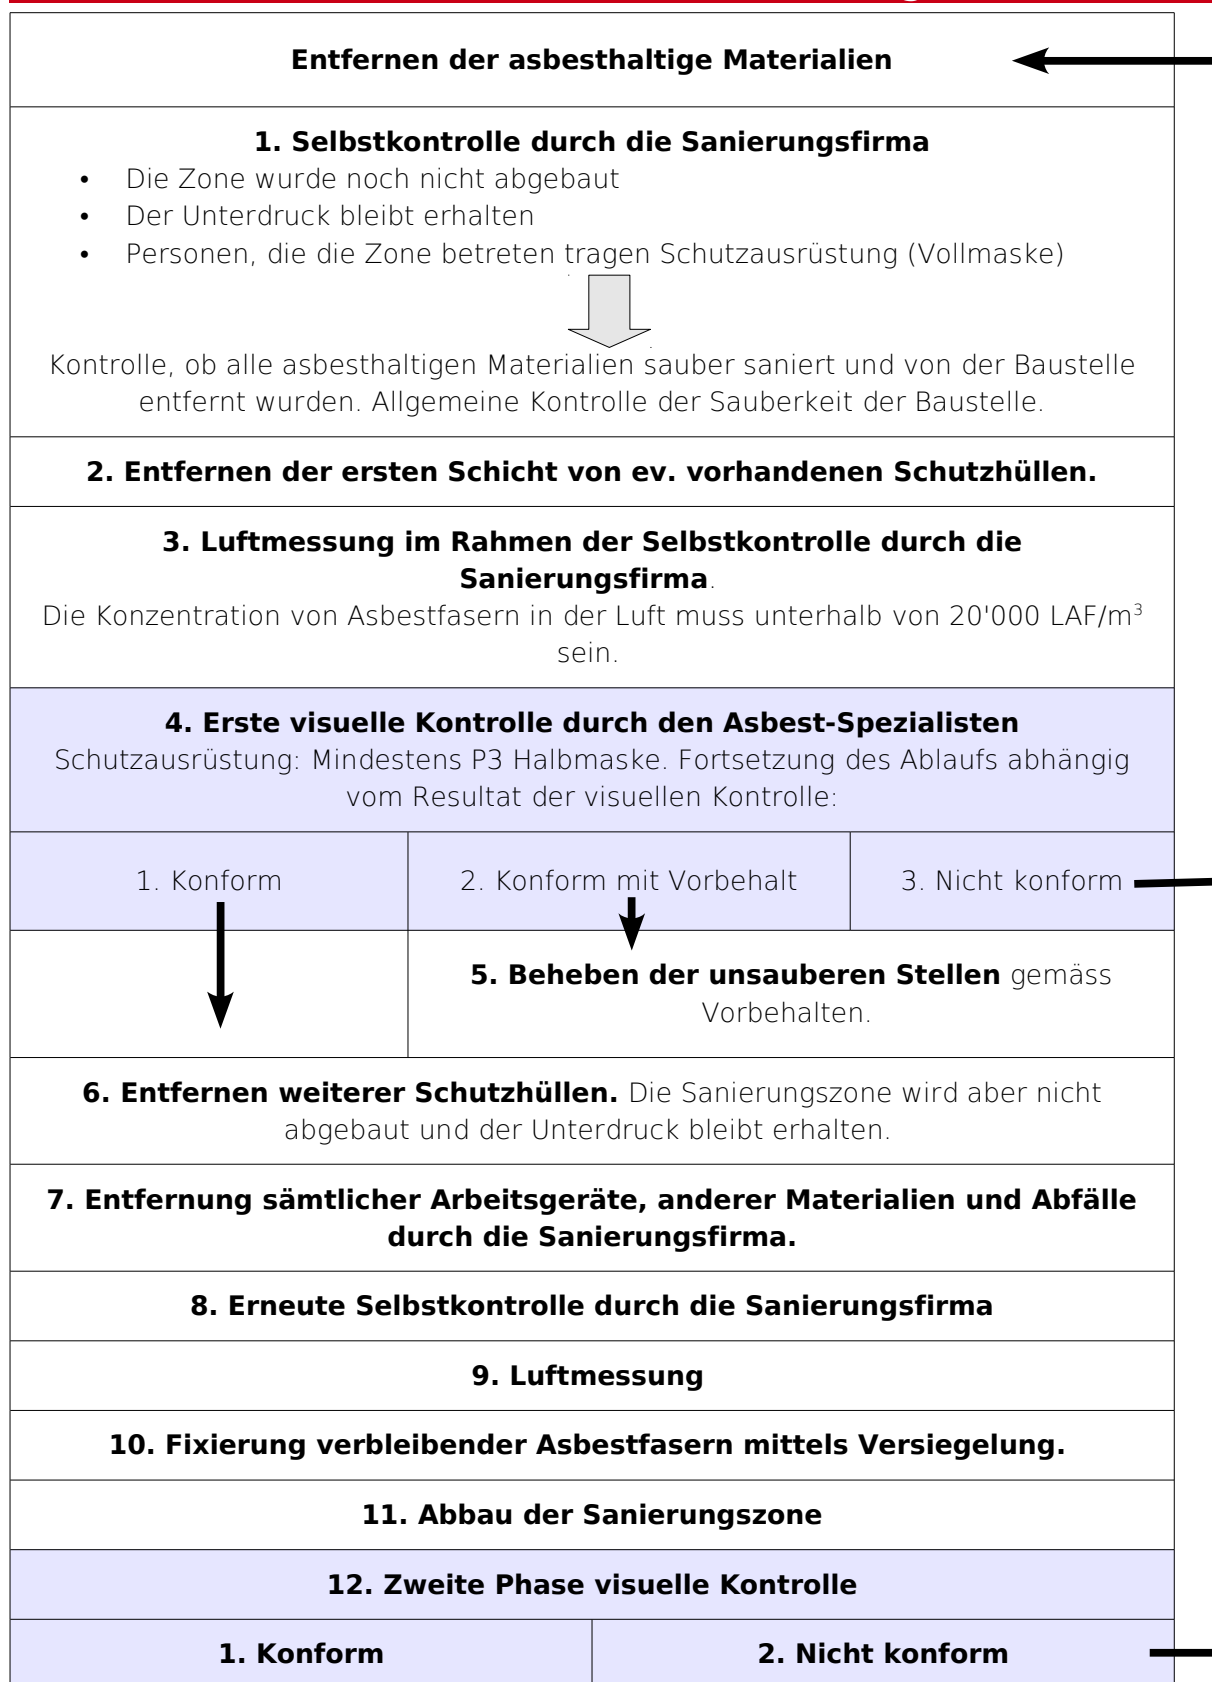 Entfernen der asbesthaltige Materialien
1. Selbstkontrolle durch die Sanierungsfirma
• Die Zone wurde noch nicht abgebaut
• Der Unterdruck bleibt erhalten
• Personen, die die Zone betreten tragen Schutzausrüstung (Vollmaske)
Kontrolle, ob alle asbesthaltigen Materialien sauber saniert und von der Baustelle
entfernt wurden. Allgemeine Kontrolle der Sauberkeit der Baustelle.
2. Entfernen der ersten Schicht von ev. vorhandenen Schutzhüllen.
3. Luftmessung im Rahmen der Selbstkontrolle durch die
Sanierungsfirma.
Die Konzentration von Asbestfasern in der Luft muss unterhalb von 20'000 LAF/m³
sein.
4. Erste visuelle Kontrolle durch den Asbest-Spezialisten
Schutzausrüstung: Mindestens P3 Halbmaske. Fortsetzung des Ablaufs abhängig
vom Resultat der visuellen Kontrolle:
1. Konform
2. Konform mit Vorbehalt
3. Nicht konform
5. Beheben der unsauberen Stellen gemäss
Vorbehalten.
6. Entfernen weiterer Schutzhüllen. Die Sanierungszone wird aber nicht
abgebaut und der Unterdruck bleibt erhalten.
7. Entfernung sämtlicher Arbeitsgeräte, anderer Materialien und Abfälle
durch die Sanierungsfirma.
8. Erneute Selbstkontrolle durch die Sanierungsfirma
9. Luftmessung
10. Fixierung verbleibender Asbestfasern mittels Versiegelung.
11. Abbau der Sanierungszone
12. Zweite Phase visuelle Kontrolle
1. Konform
2. Nicht konform